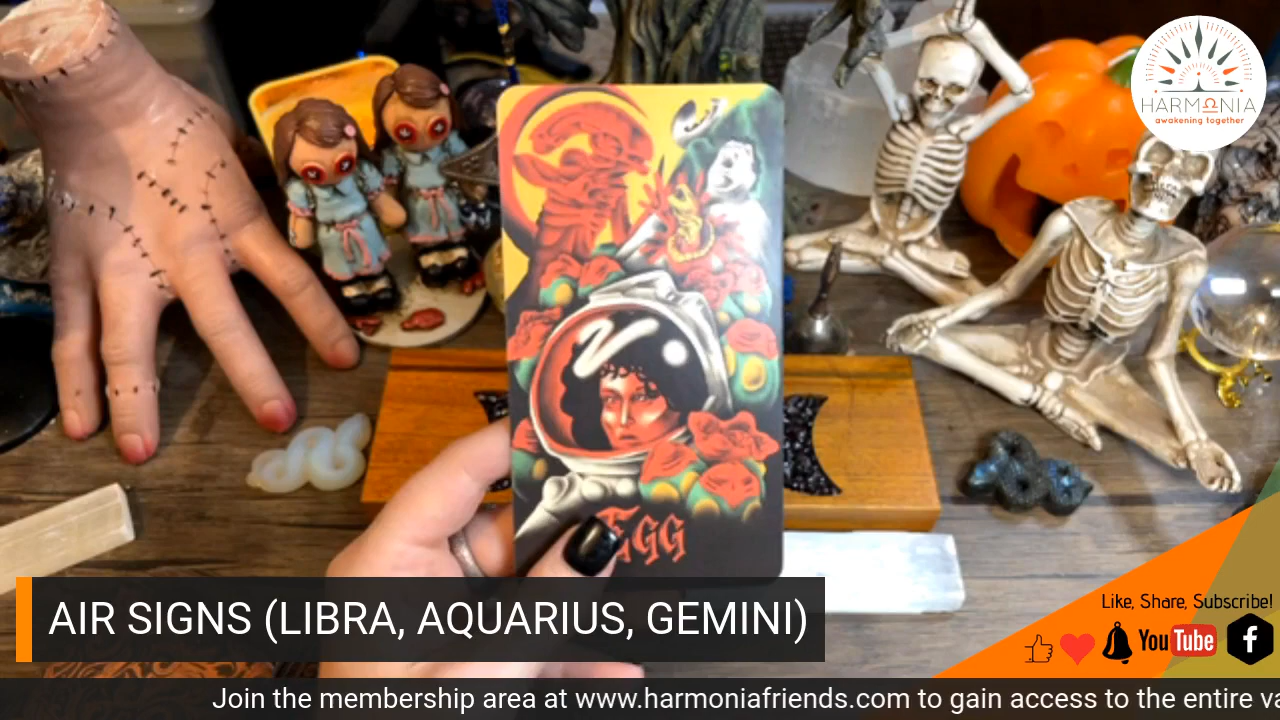 HARMONIA
awakening together
EGG
AIR SIGNS (LIBRA, AQUARIUS, GEMINI)
Like, Share, Subscribe!
YouTube
f
Join the membership area at www.harmoniafriends.com to gain access to the entire va